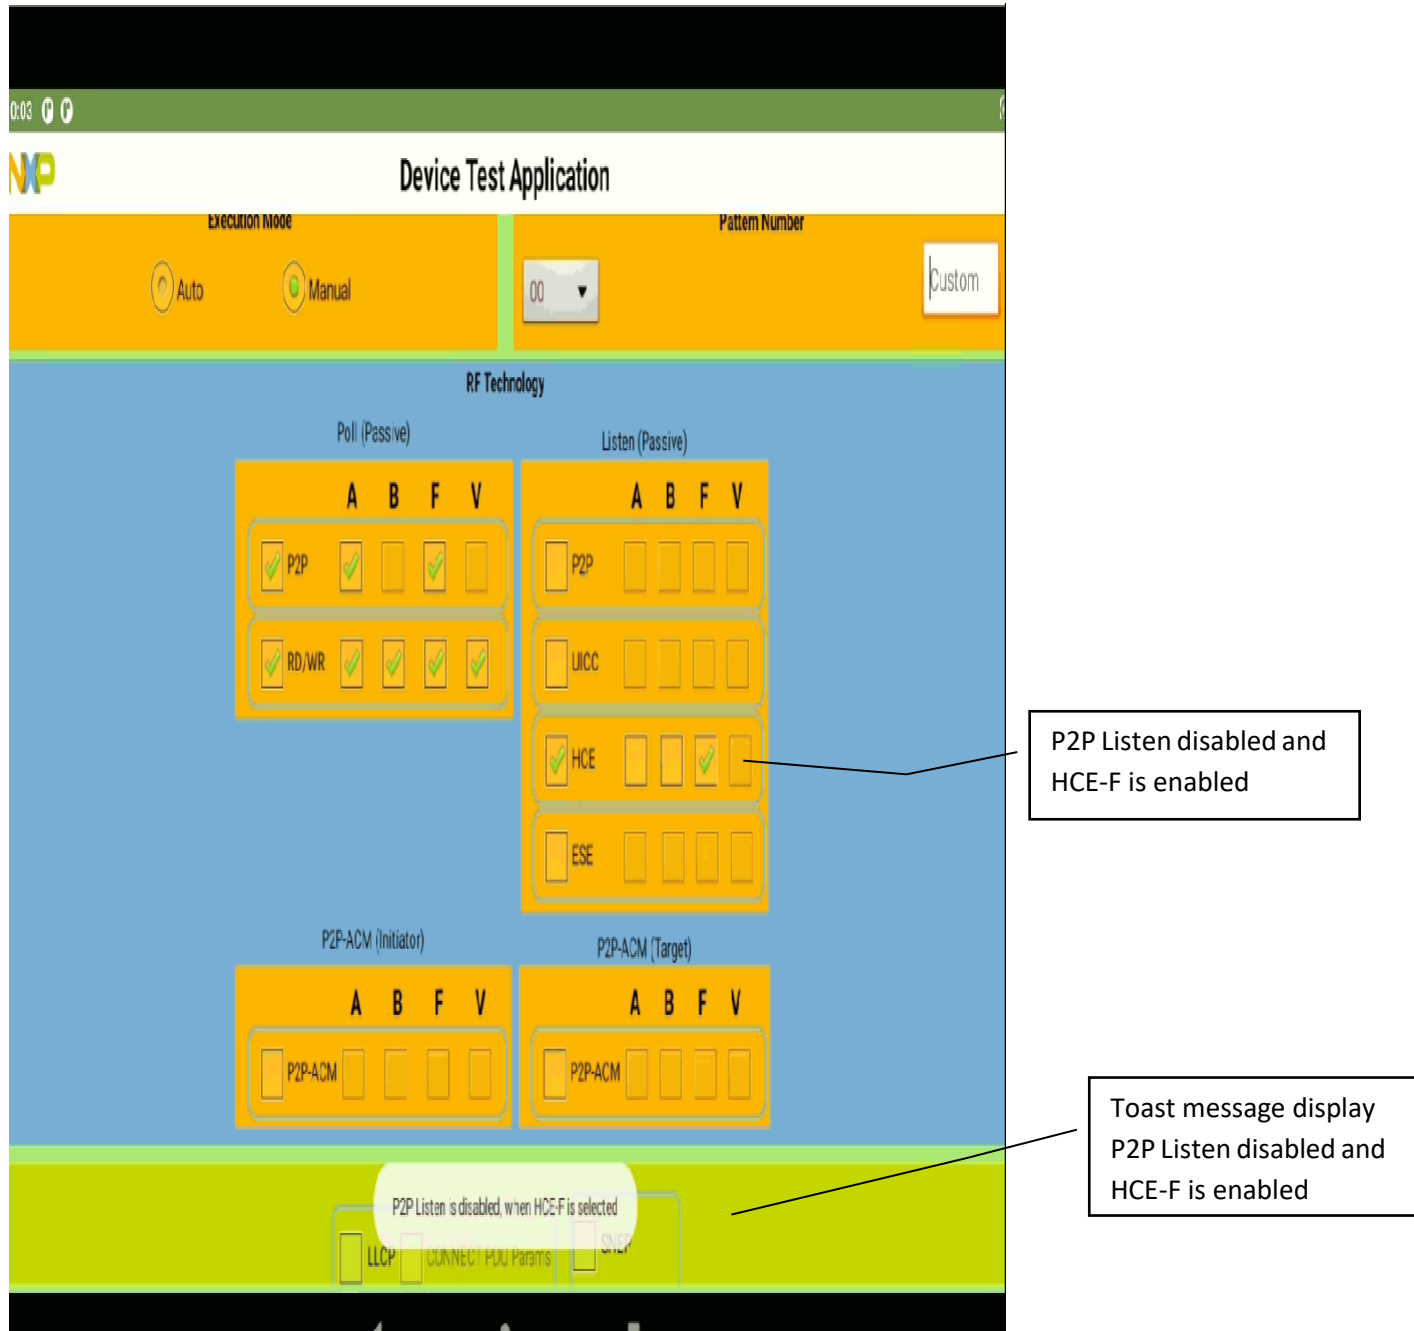 0:03
NXP
Device Test Application
Execution Mode
Pattern Number
Auto
Manual
00
Custom
RF Technology
Poll (Passive)
Listen (Passive)
A B F V
A B F V
P2P
P2P
RD/WR
UICC
HCE
ESE
P2P Listen disabled and
HCE-F is enabled
P2P-ACM (Initiator)
P2P-ACM (Target)
A B F V
A B F V
P2P-ACM
P2P-ACM
Toast message display
P2P Listen disabled and
HCE-F is enabled
P2P Listen is disabled, when HCE-F is selected
LLCP
CONNECT PDU Params
SNEP